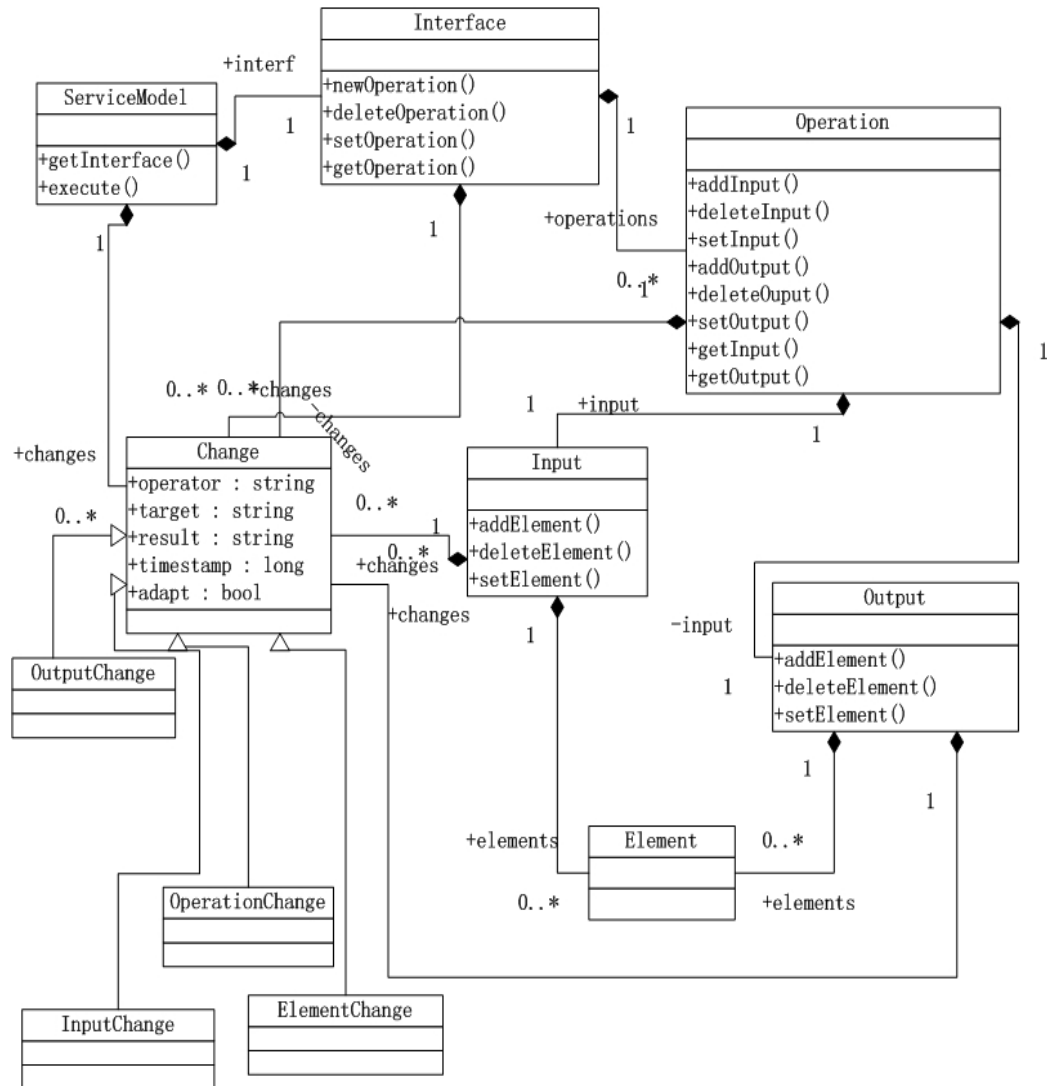 Interface
+newOperation()
+deleteOperation()
+setOperation()
+getOperation()
+interf
1
1
ServiceModel
+getInterface()
+execute()
1
1
1
Operation
+addInput()
+deleteInput()
+setInput()
+addOutput()
+deleteOuput()
+setOutput()
+getInput()
+getOutput()
+operations
0..*
1
1
0..*
0..*
+changes
-changes
1
+input
1
+changes
0..*
Change
+operator : string
+target : string
+result : string
+timestamp : long
+adapt : bool
0..*
1
0..*
+changes
+changes
Input
+addElement()
+deleteElement()
+setElement()
1
-input
1
Output
+addElement()
+deleteElement()
+setElement()
1
1
OutputChange
+elements
0..*
Element
0..*
+elements
OperationChange
InputChange
ElementChange